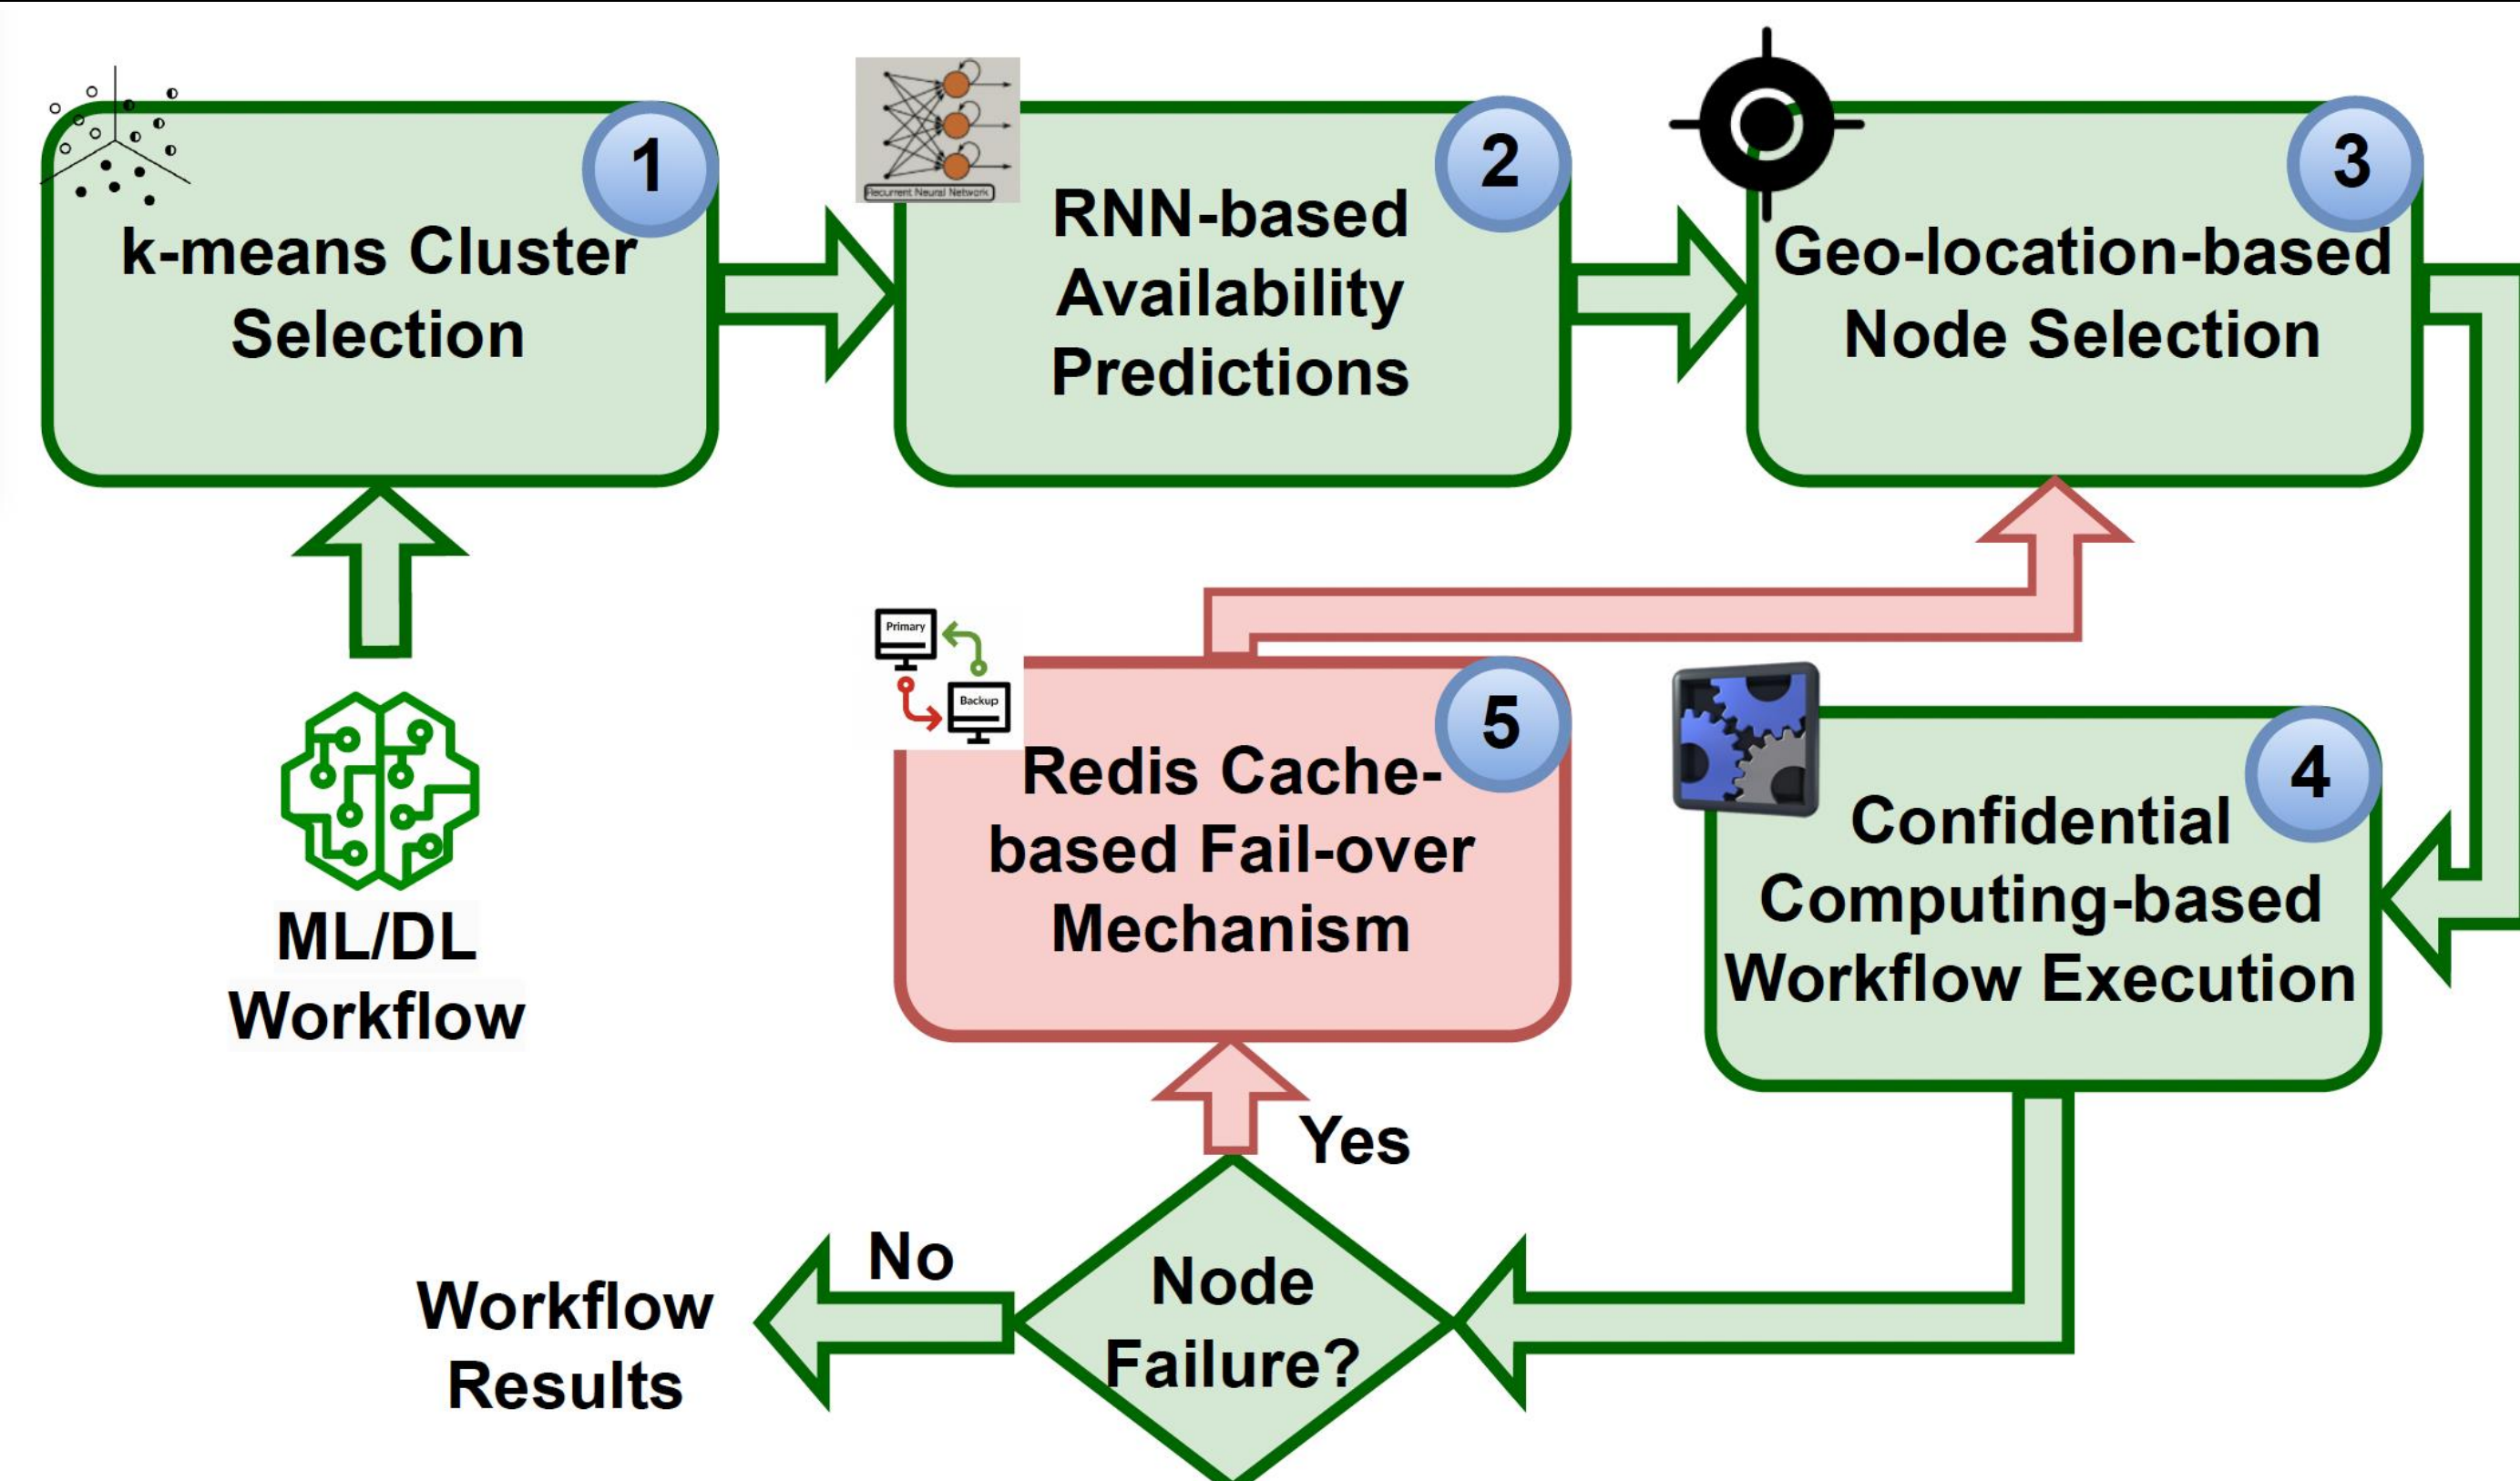 1
k-means Cluster
Selection
Recurrent Neural Network
2
RNN-based
Availability
Predictions
3
Geo-location-based
Node Selection
ML/DL
Workflow
Primary
Backup
5
Redis Cache-
based Fail-over
Mechanism
4
Confidential
Computing-based
Workflow Execution
Yes
No
Node
Failure?
Workflow
Results